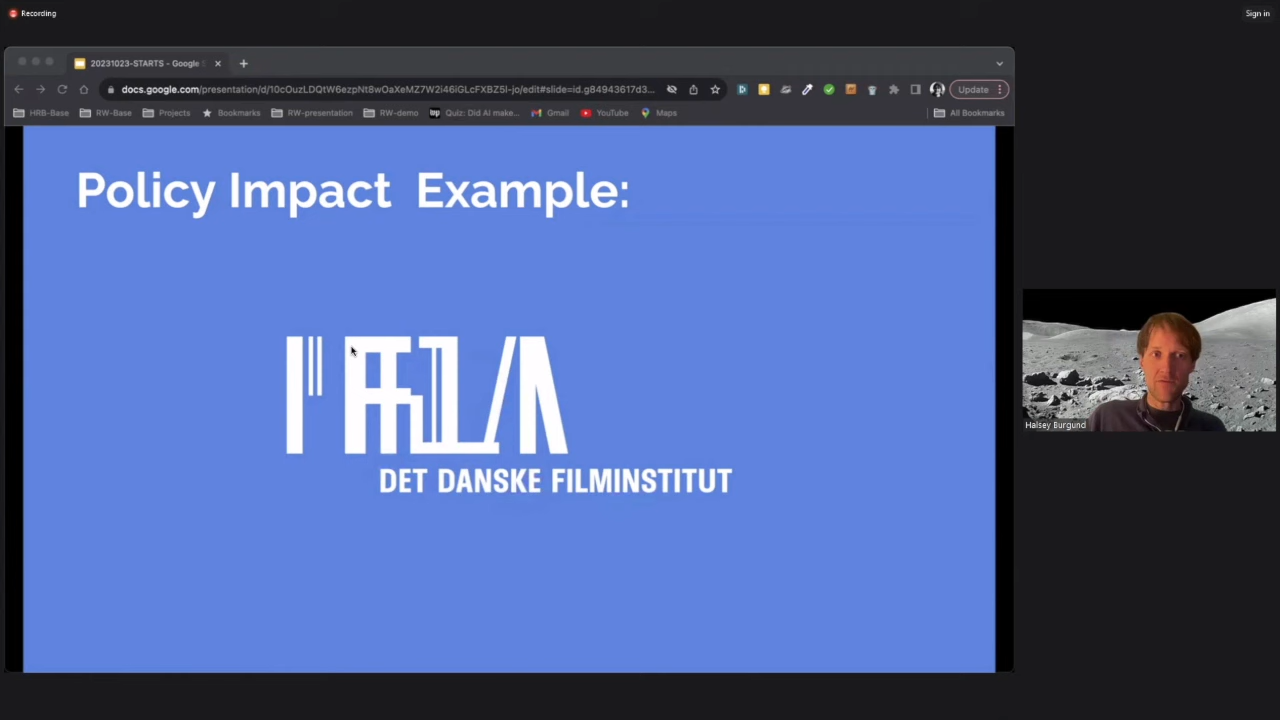 Recording
Sign in
20231023-STARTS - Google S
docs.google.com/presentation/d/10cOuzLDQtW6ezpNt8wOaXeMZ7W2i46iGLcFXBZ5I-jo/edit#slide=id.g84943617d3...
Update
HRB-Base RW-Base Projects Bookmarks RW-presentation RW-demo Quiz: Did AI make... Gmail YouTube Maps All Bookmarks
Policy Impact Example:
DET DANSKE FILMINSTITUT
Halsey Burgund